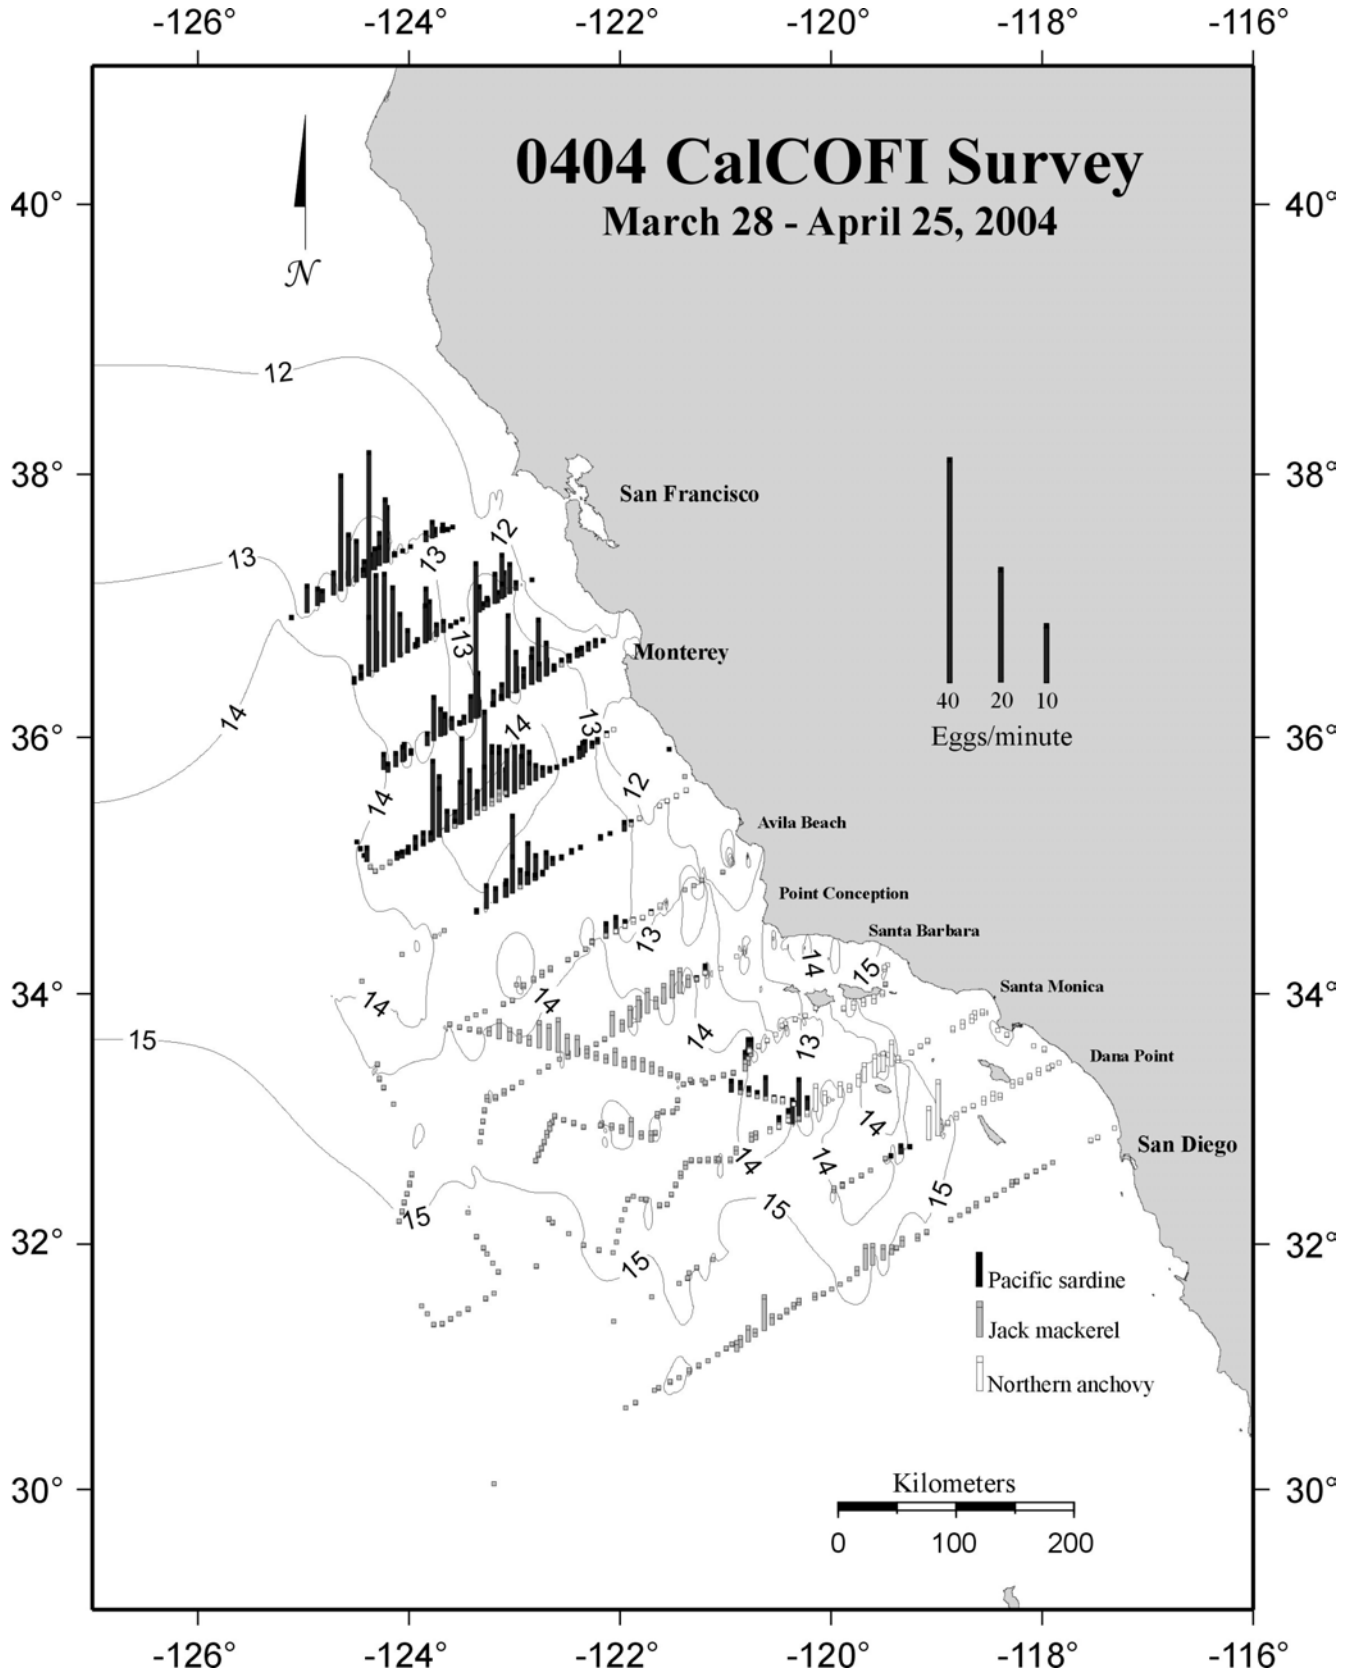 -126° -124° -122° -120° -118° -116°
0404 CalCOFI Survey
40° 40°
March 28 - April 25, 2004
N
12
38° 38°
San Francisco
12
13
13
13
Monterey
40 20 10
14
14
13
36° 36°
Eggs/minute
12
14
Avila Beach
Point Conception
Santa Barbara
13
14
15
Santa Monica
34° 34°
14
14
15
14
13
Dana Point
14
San Diego
14
14
15
15
15
32° 32°
15
Pacific sardine
Jack mackerel
Northern anchovy
Kilometers
30° 30°
0 100 200
-126° -124° -122° -120° -118° -116°